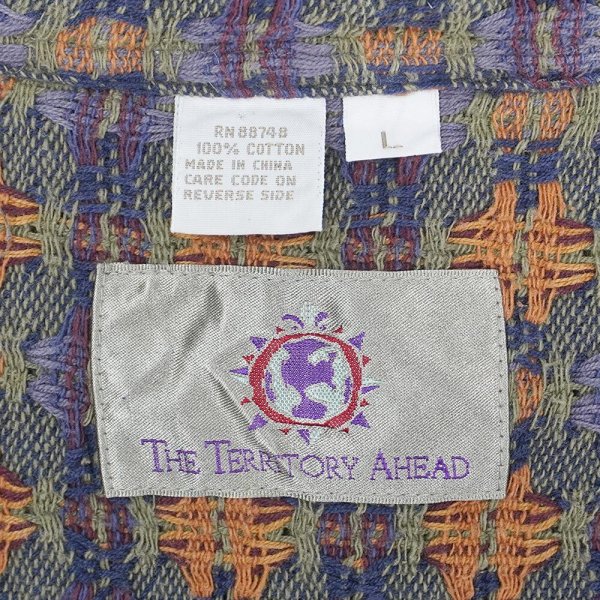 RN 88748
100% COTTON
MADE IN CHINA
CARE CODE ON
REVERSE SIDE
L
THE TERRITORY AHEAD